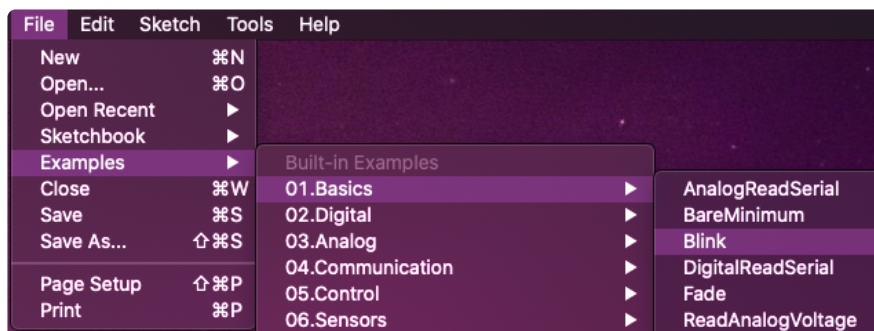 File Edit Sketch Tools Help
New ⌘N
Open... ⌘O
Open Recent ▶
Sketchbook ▶
Examples ▶
Close ⌘W
Save ⌘S
Save As... ⇧⌘S
Page Setup ⇧⌘P
Print ⌘P
Built-in Examples
01.Basics ▶
02.Digital ▶
03.Analog ▶
04.Communication ▶
05.Control ▶
06.Sensors ▶
AnalogReadSerial
BareMinimum
Blink
DigitalReadSerial
Fade
ReadAnalogVoltage